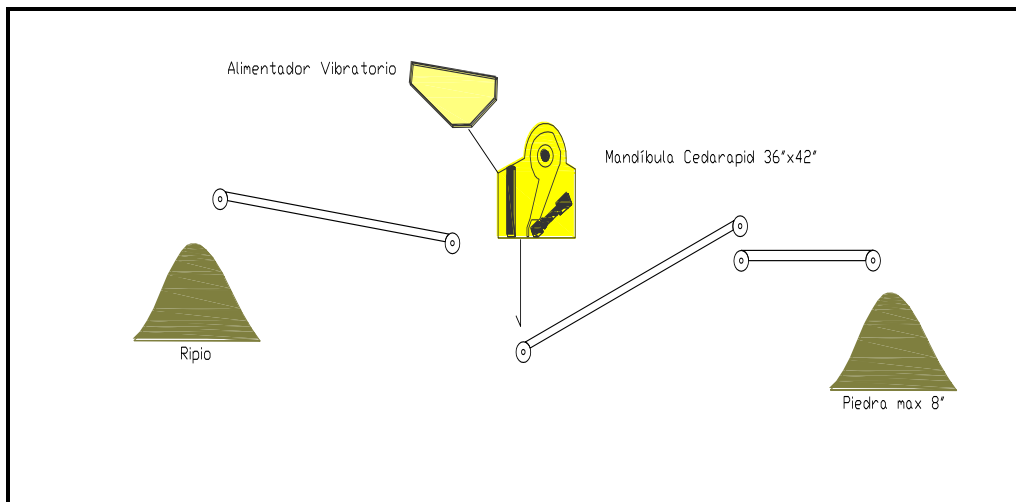 Alimentador Vibratorio
Mandíbula Cedarapid 36"x42"
Ripio
Piedra max 8"